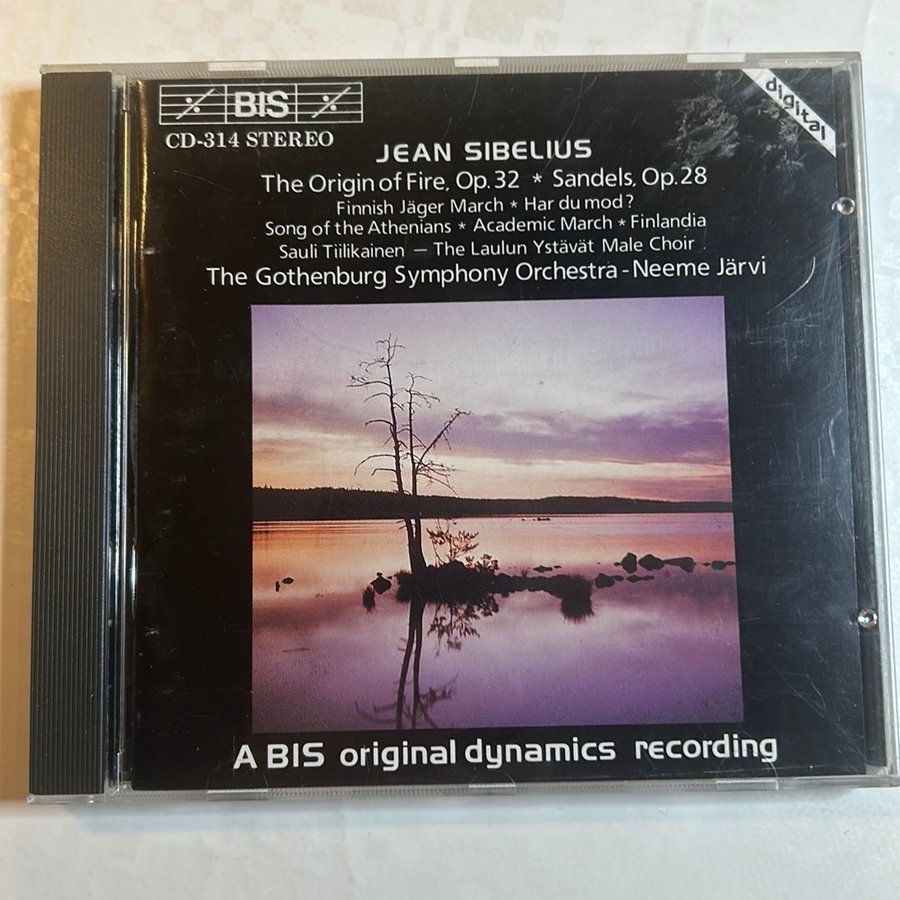 BIS
digital
CD-314 STEREO
JEAN SIBELIUS
The Origin of Fire, Op. 32 * Sandels, Op. 28
Finnish Jäger March * Har du mod?
Song of the Athenians * Academic March * Finlandia
Sauli Tiilikainen — The Laulun Ystävät Male Choir
The Gothenburg Symphony Orchestra - Neeme Järvi
A BIS original dynamics recording